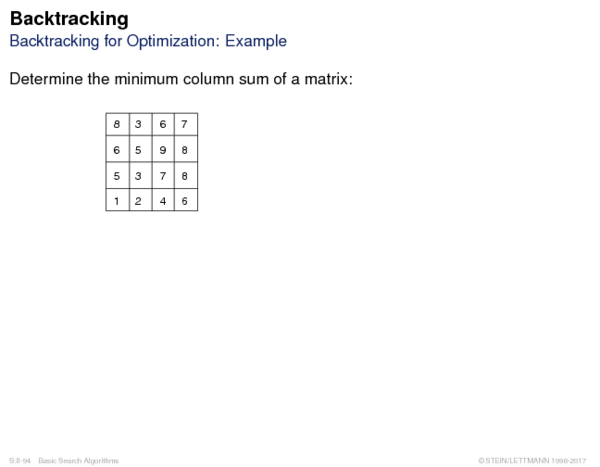 Backtracking
Backtracking for Optimization: Example
Determine the minimum column sum of a matrix:
8 3 6 7
6 5 9 8
5 3 7 8
1 2 4 6
S:II-94 Basic Search Algorithms ©STEIN/LETTMANN 1998-2017